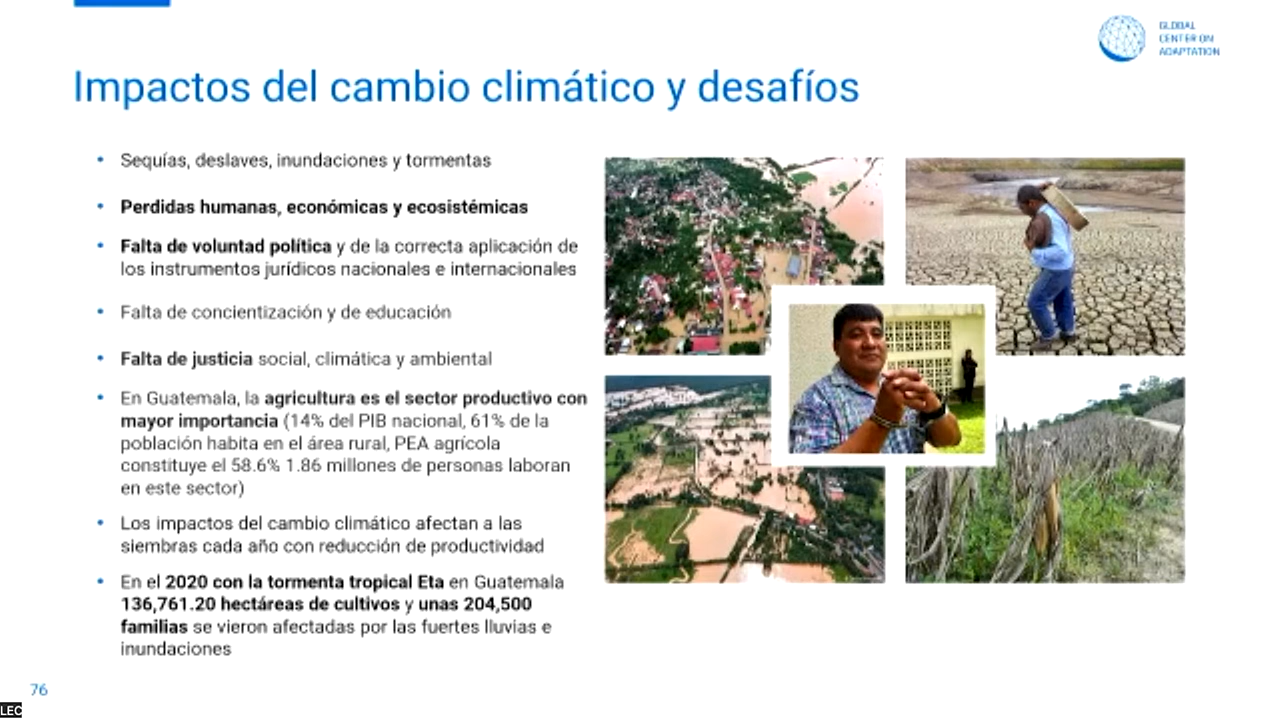 GLOBAL
CENTER ON
ADAPTATION
Impactos del cambio climático y desafíos
• Sequías, deslaves, inundaciones y tormentas
• Perdidas humanas, económicas y ecosistémicas
• Falta de voluntad política y de la correcta aplicación de
los instrumentos jurídicos nacionales e internacionales
• Falta de concientización y de educación
• Falta de justicia social, climática y ambiental
• En Guatemala, la agricultura es el sector productivo con
mayor importancia (14% del PIB nacional, 61% de la
población habita en el área rural, PEA agrícola
constituye el 58.6% 1.86 millones de personas laboran
en este sector)
• Los impactos del cambio climático afectan a las
siembras cada año con reducción de productividad
• En el 2020 con la tormenta tropical Eta en Guatemala
136,761.20 hectáreas de cultivos y unas 204,500
familias se vieron afectadas por las fuertes lluvias e
inundaciones
76
LEC